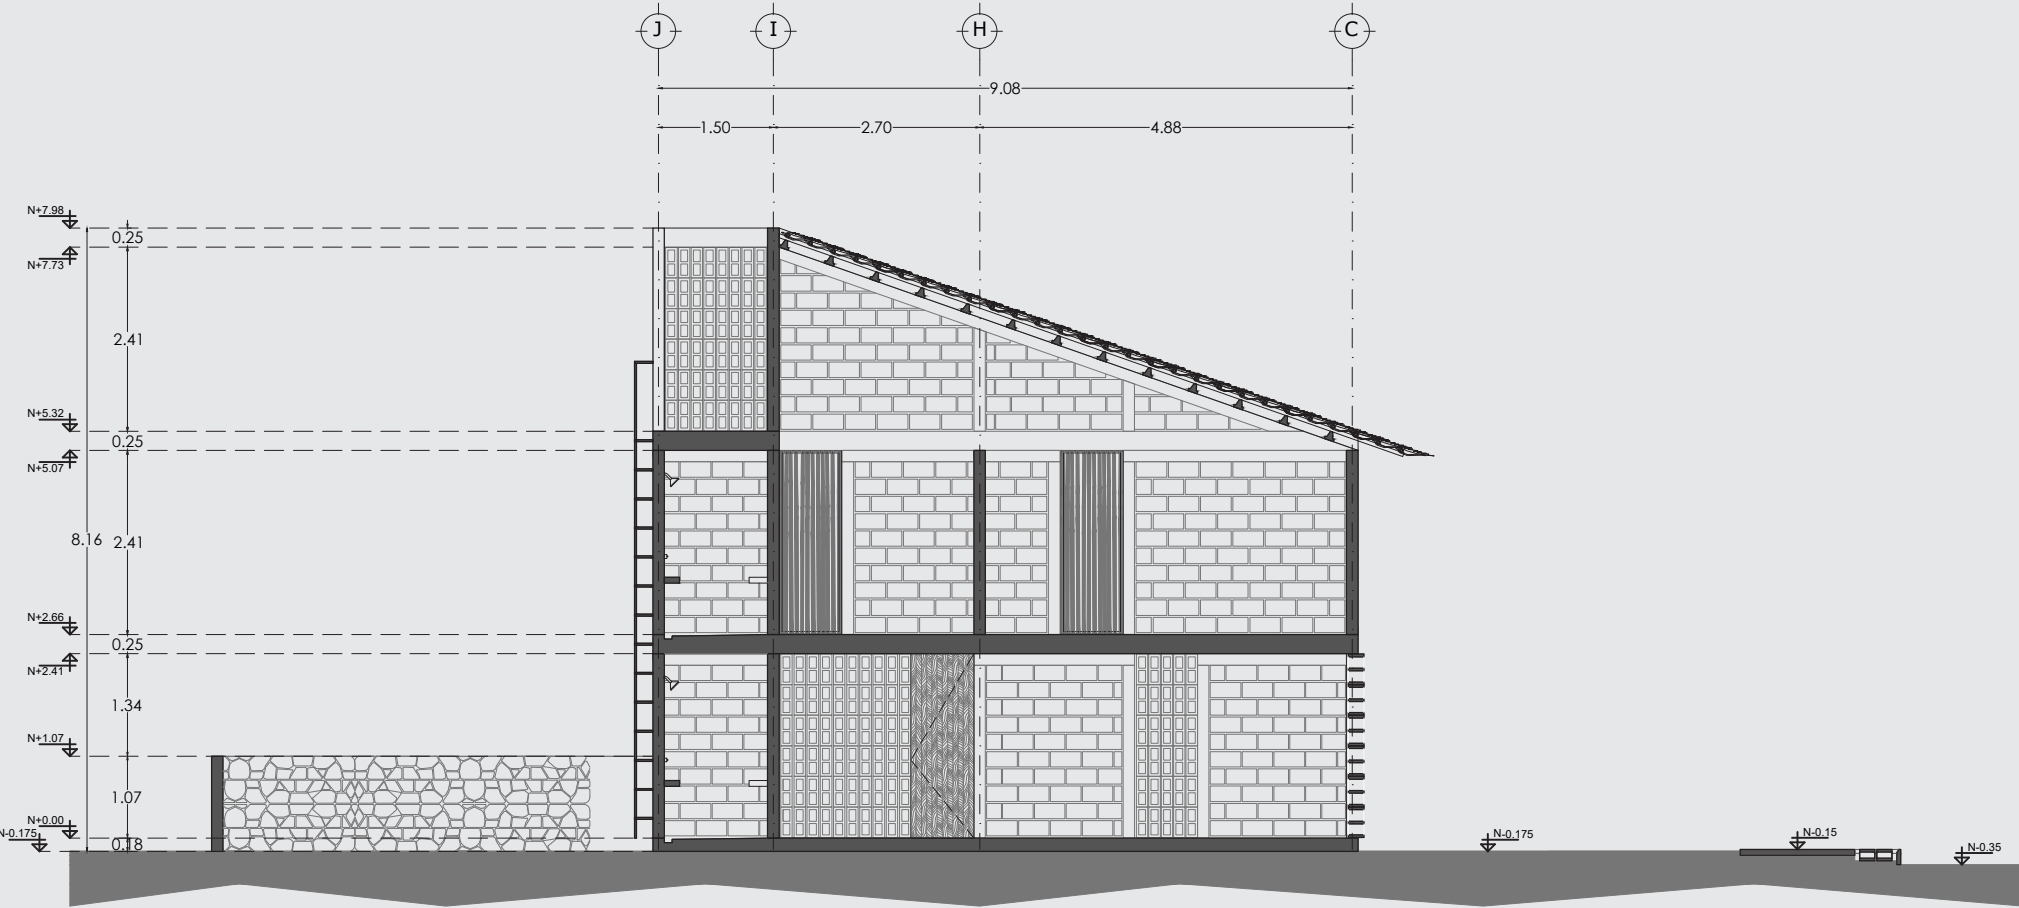 J I H C
9.08
1.50 2.70 4.88
N+7.98
0.25
N+7.73
2.41
N+5.32
0.25
N+5.07
8.16 2.41
N+2.66
0.25
N+2.41
1.34
N+1.07
1.07
N+0.00
N-0.175 0.18 N-0.175 N-0.15 N-0.35